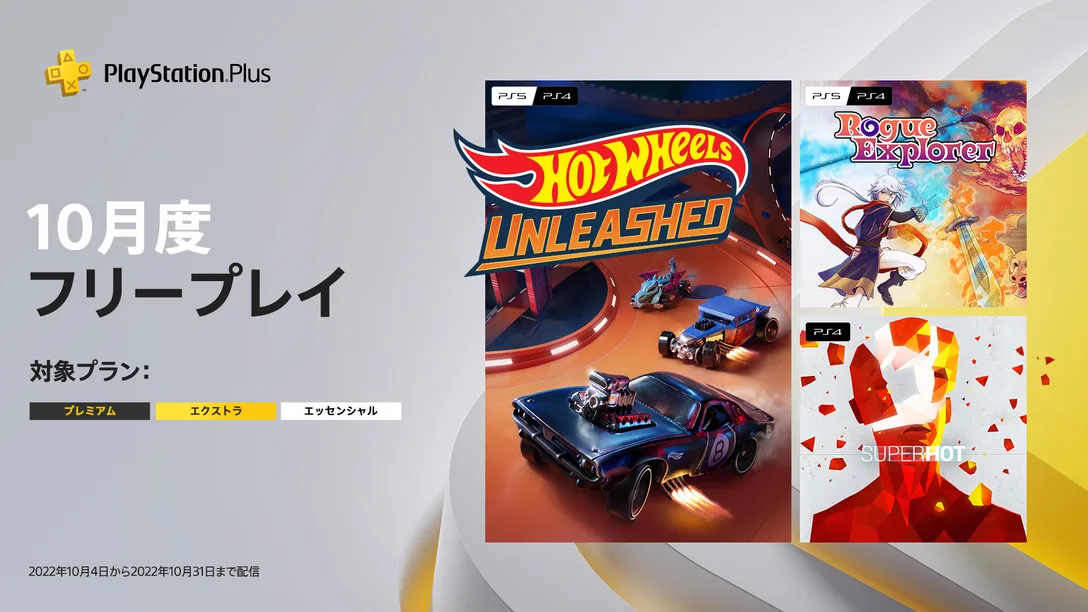 PlayStation.Plus
10月度
フリープレイ
対象プラン:
プレミアム エクストラ エッセンシャル
2022年10月4日から2022年10月31日まで配信
PS5 PS4
HOT WHEELS
UNLEASHED
8
PS5 PS4
Rogue
Explorer
PS4
SUPERHOT